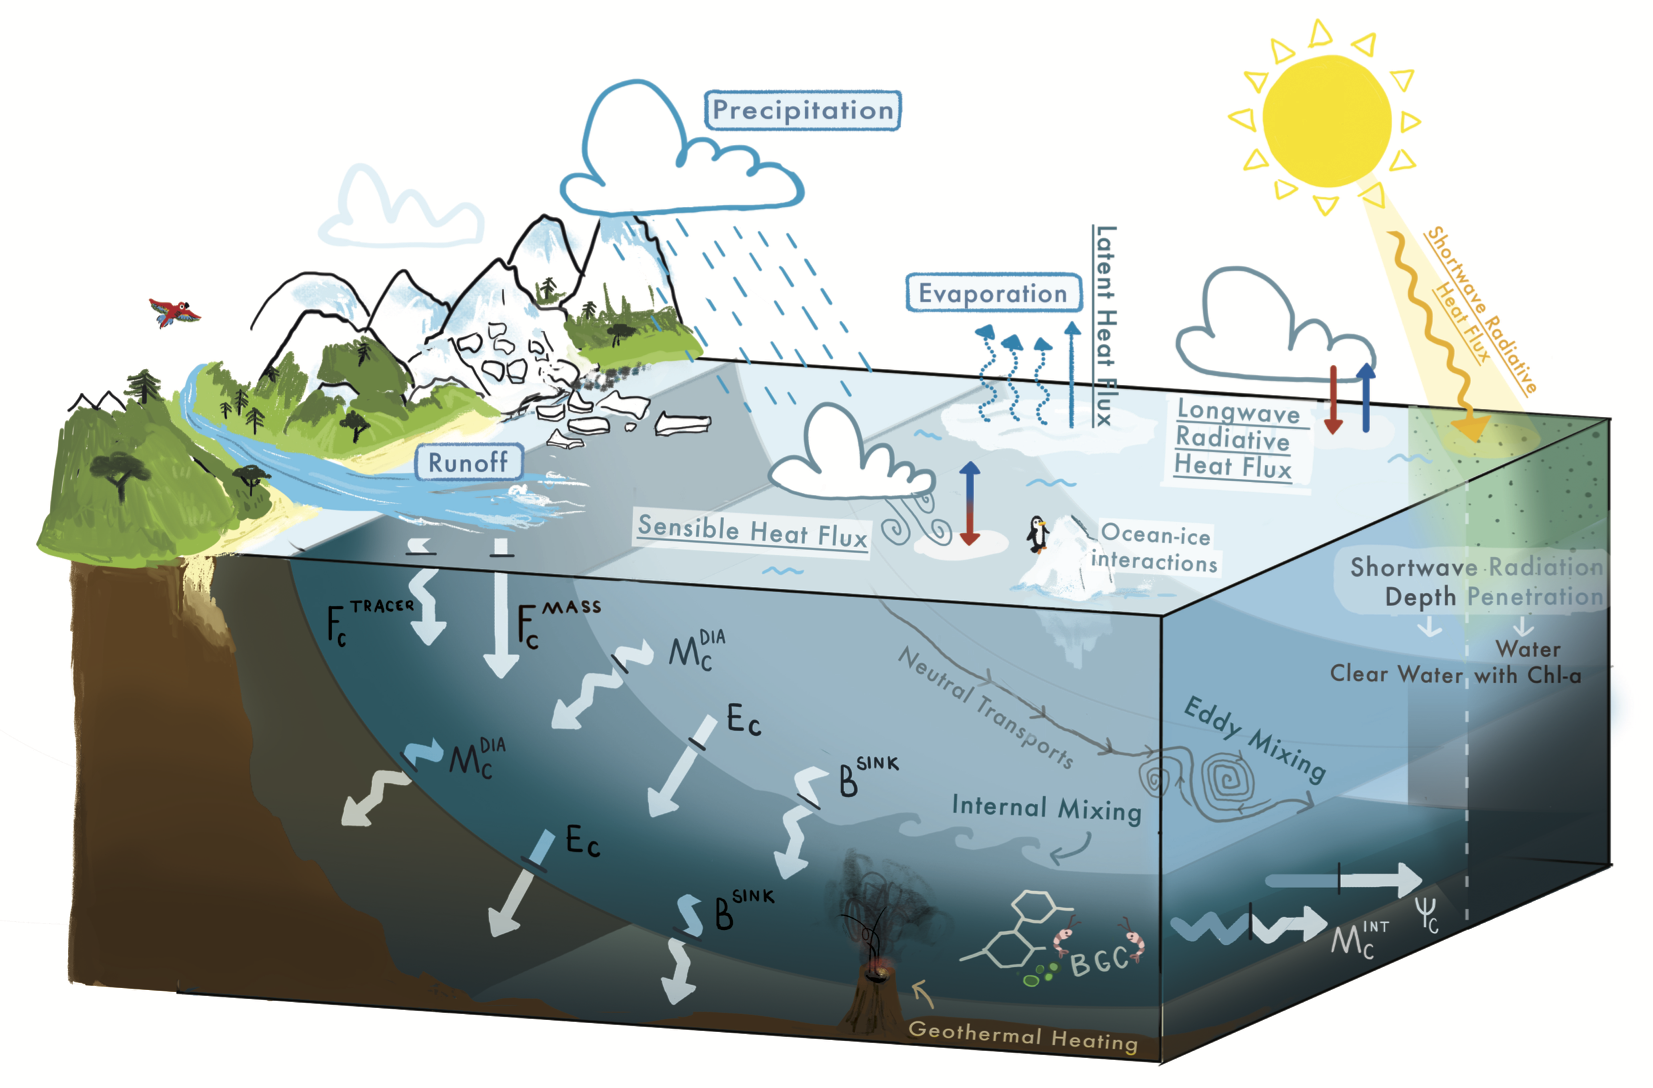 Precipitation
Shortwave Radiative
Heat Flux
Latent Heat Flux
Evaporation
Longwave
Radiative
Heat Flux
Runoff
Sensible Heat Flux
Ocean-ice
interactions
Shortwave Radiation
Depth Penetration
Water
Clear Water with Chl-a
F_C^TRACER
F_C^MASS
M_C^DIA
Neutral Transports
Eddy Mixing
E_C
M_C^DIA
B^SINK
Internal Mixing
E_C
B^SINK
BGC
Ψ_C
M_C^INT
Geothermal Heating